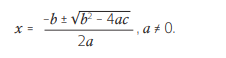 x = -b ± √b² - 4ac / 2a , a ≠ 0.